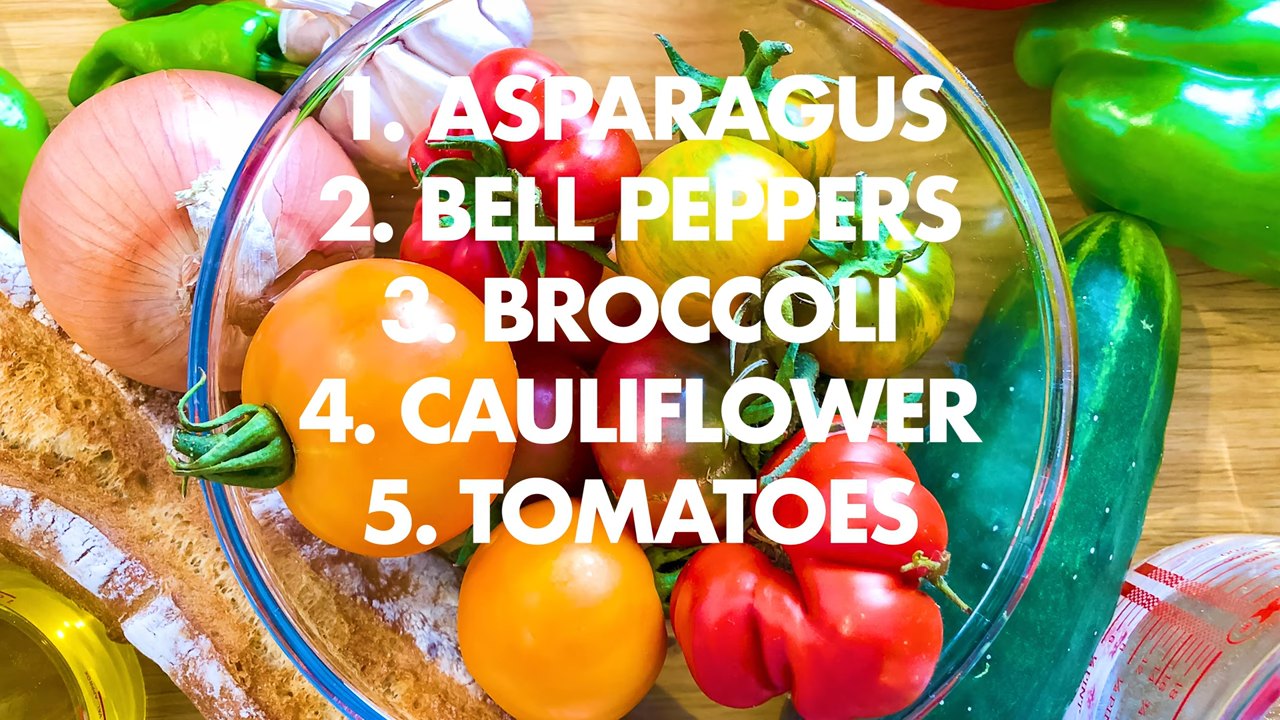 1. ASPARAGUS
2. BELL PEPPERS
3. BROCCOLI
4. CAULIFLOWER
5. TOMATOES